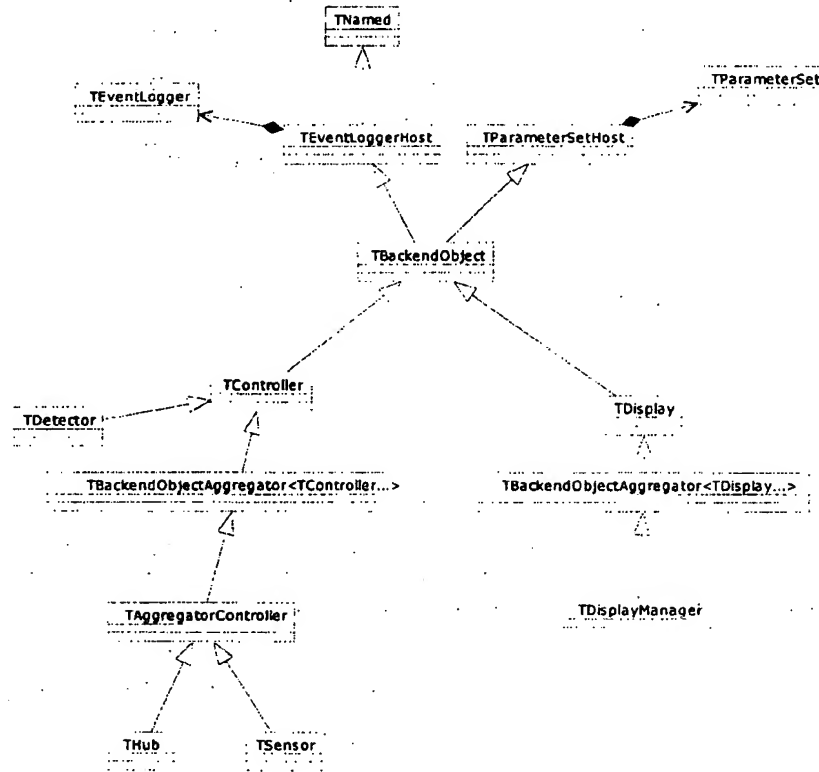 TNamed
TParameterSet
TEventLogger
TEventLoggerHost
TParameterSetHost
TBackendObject
TController
TDisplay
TDetector
TBackendObjectAggregator<TController...>
TBackendObjectAggregator<TDisplay...>
TAggregatorController
TDisplayManager
THub
TSensor